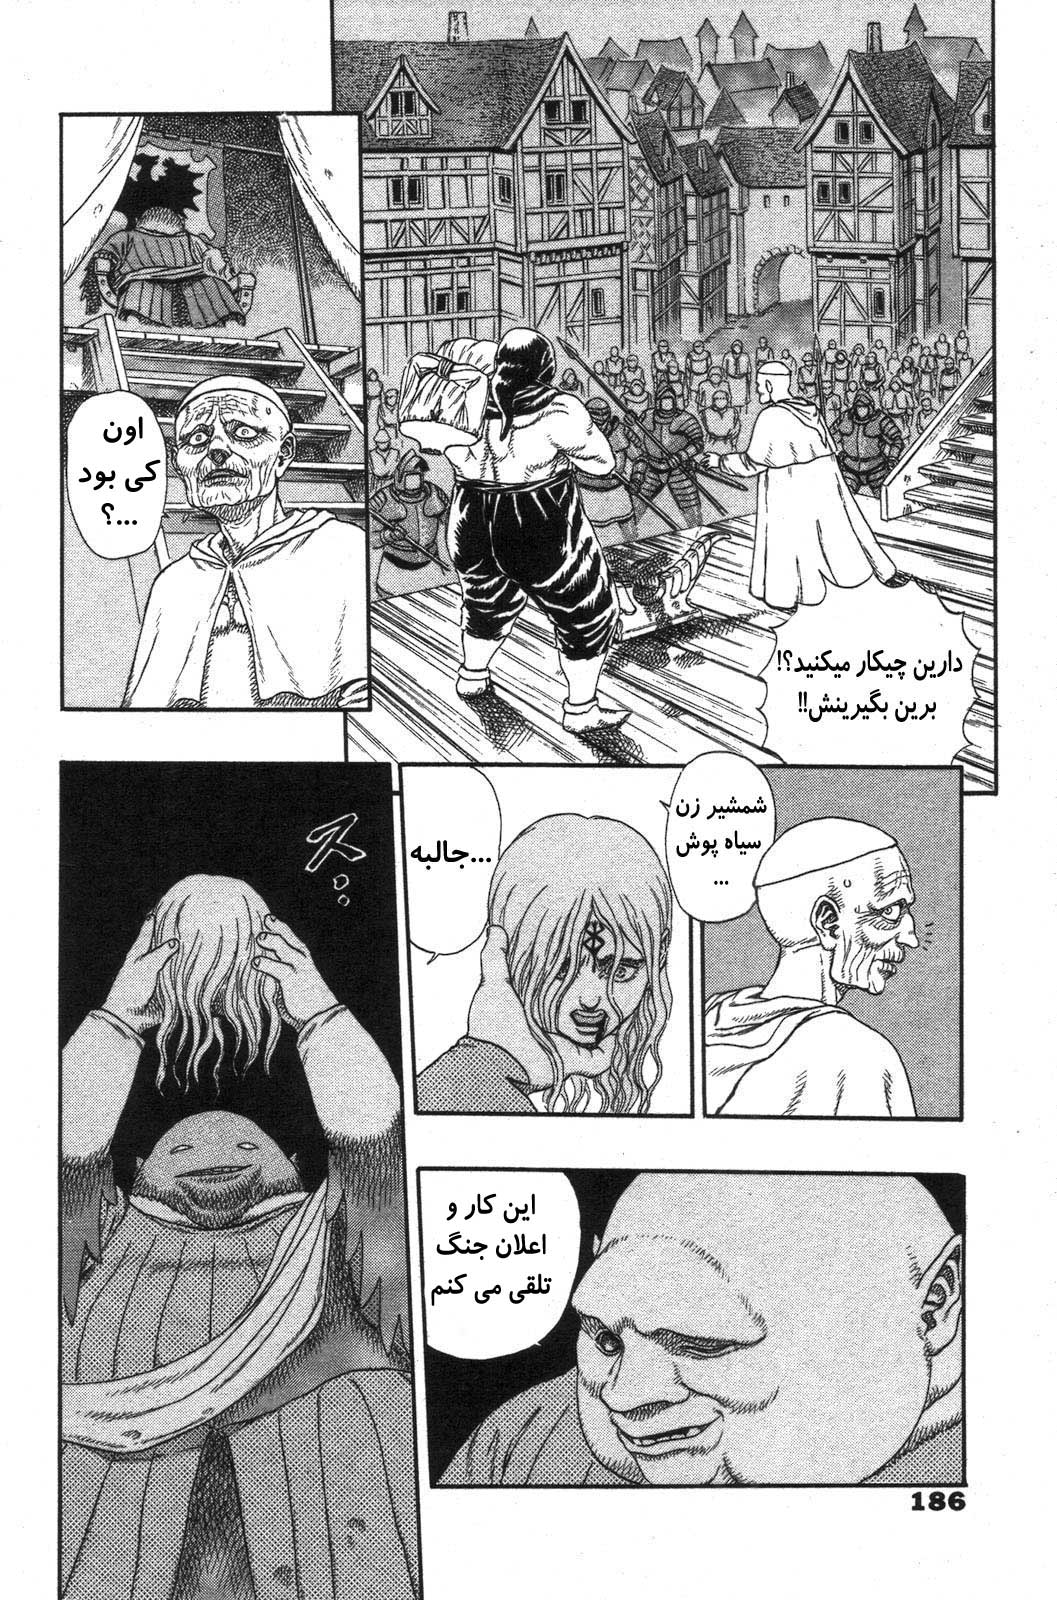 دارین چیکار میکنید؟!
برین بگیرینش!!
اون
کی بود
...؟
شمشیر زن
سیاه پوش
...
...جالبه
ズ
این کار و
اعلان جنگ
تلقی می کنم
186